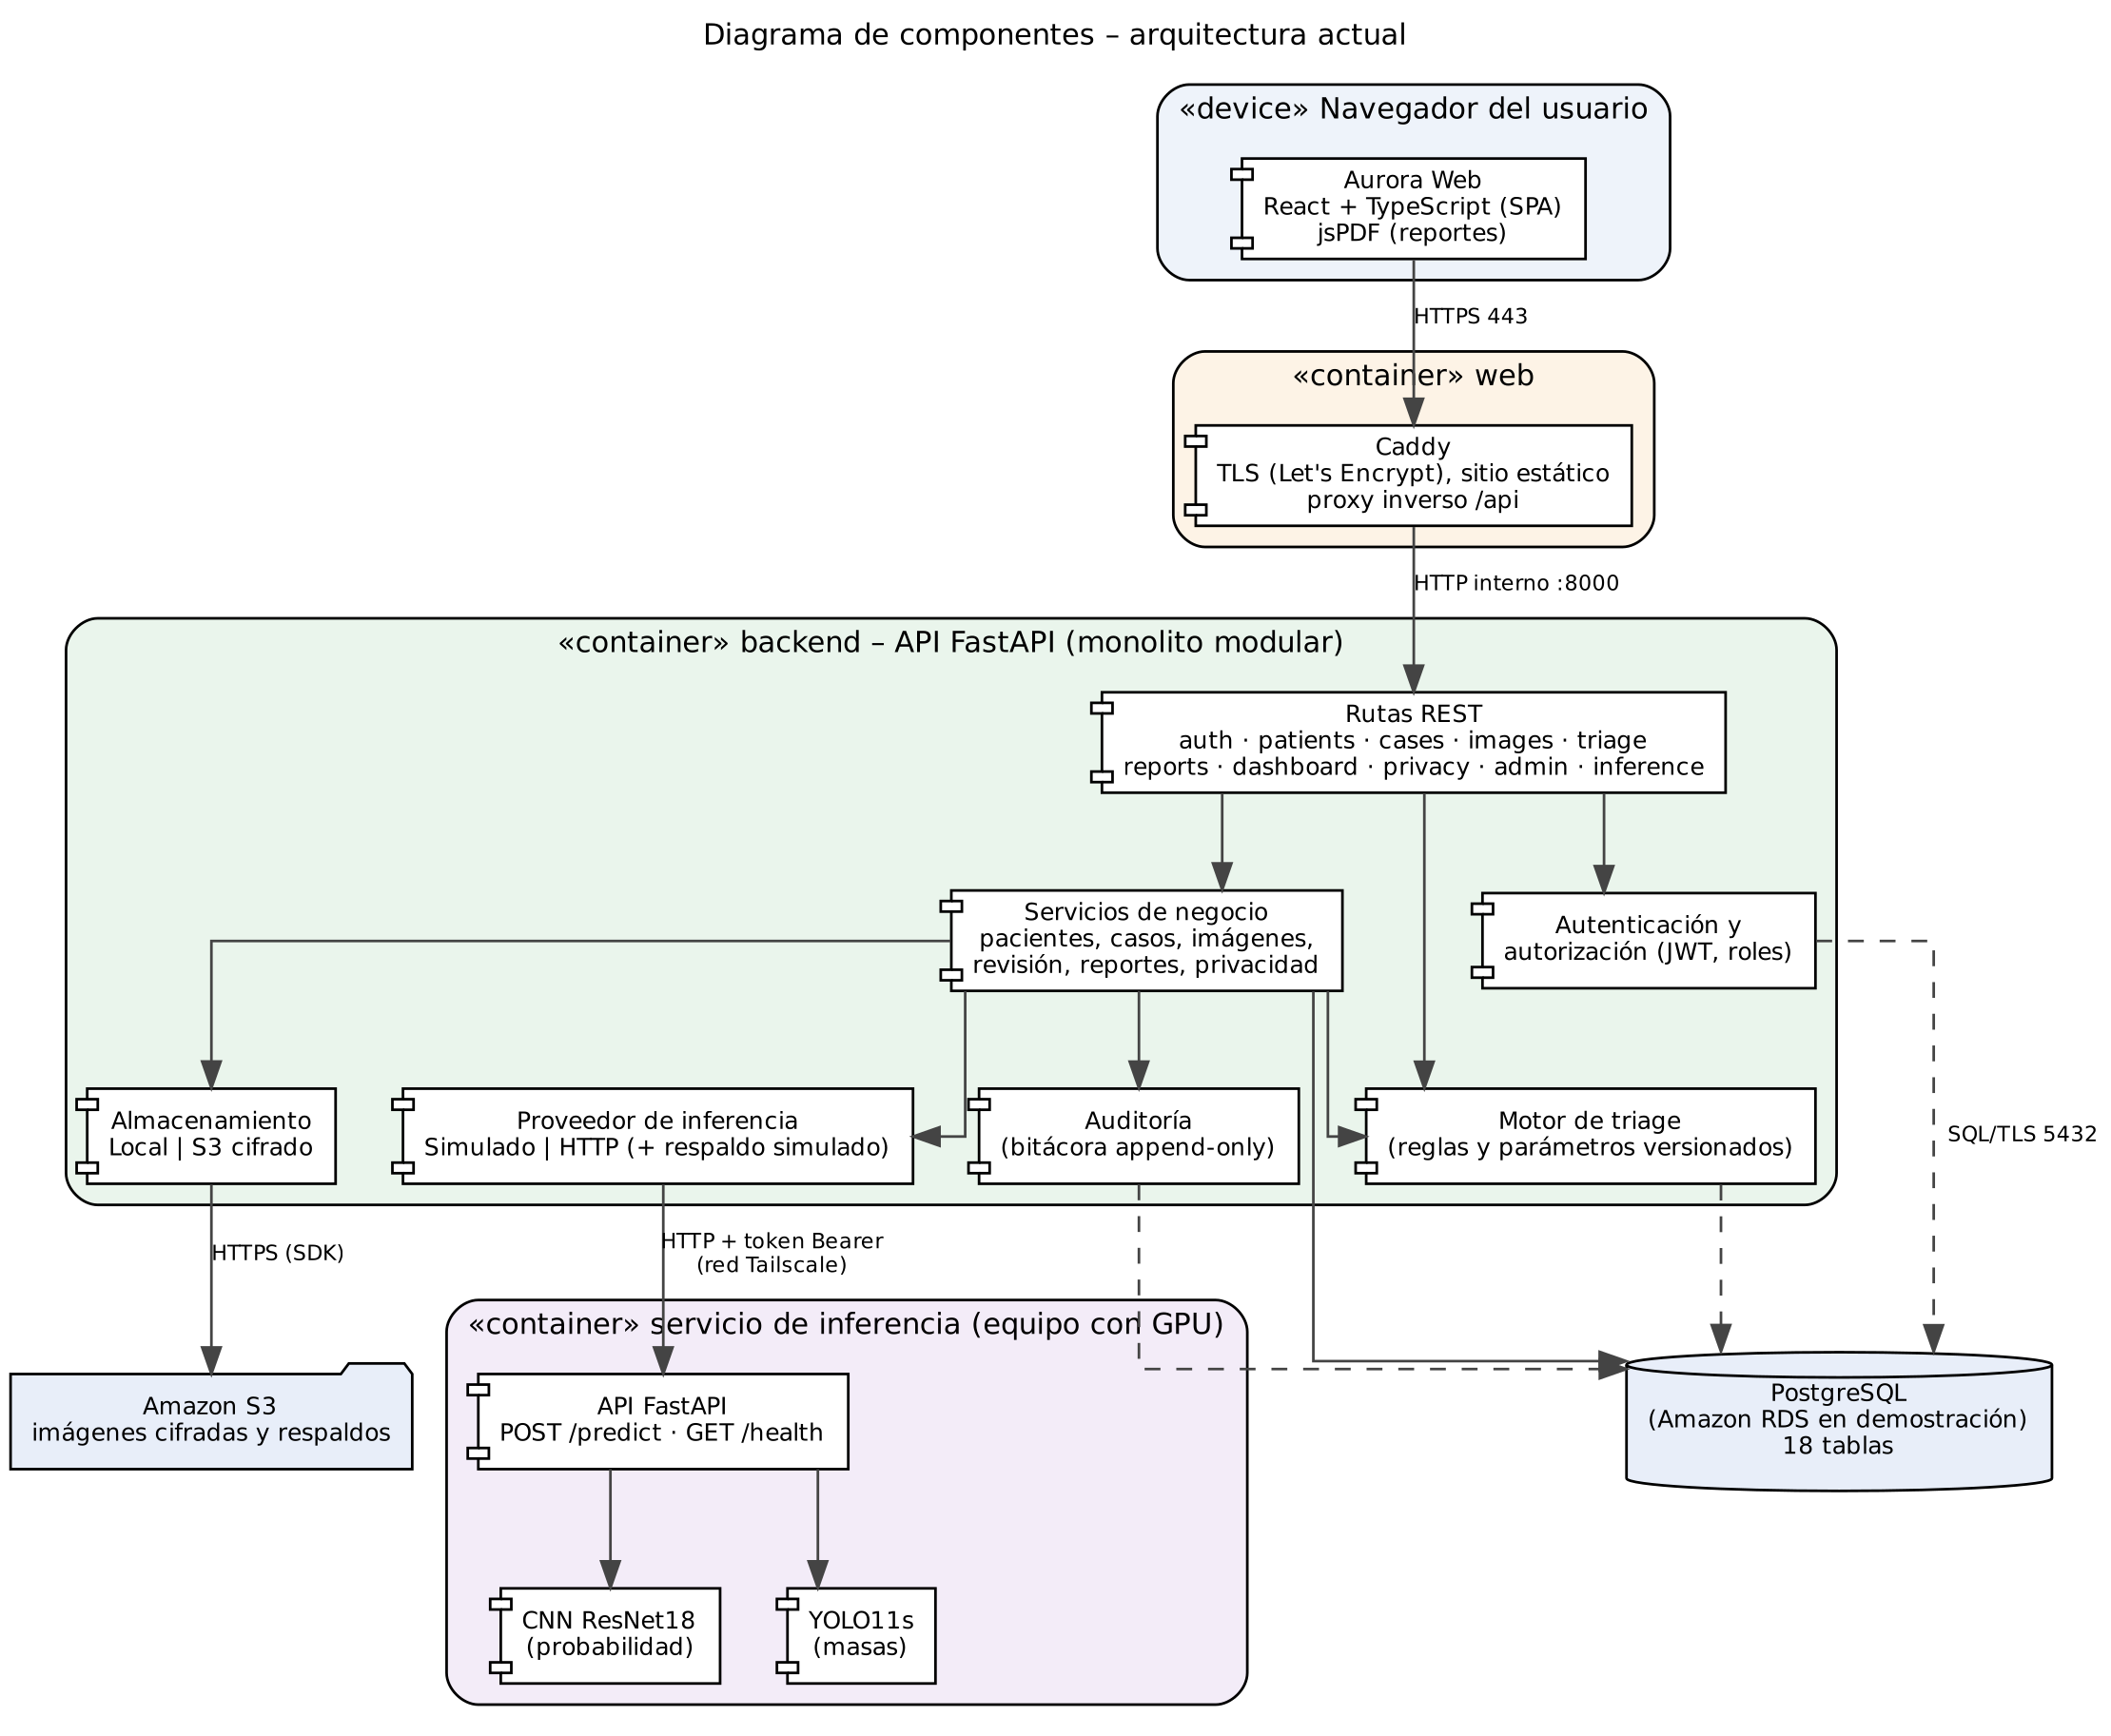 Diagrama de componentes – arquitectura actual
«device» Navegador del usuario
Aurora Web
React + TypeScript (SPA)
jsPDF (reportes)
HTTPS 443
«container» web
Caddy
TLS (Let's Encrypt), sitio estático
proxy inverso /api
HTTP interno :8000
«container» backend – API FastAPI (monolito modular)
Rutas REST
auth · patients · cases · images · triage
reports · dashboard · privacy · admin · inference
Servicios de negocio
pacientes, casos, imágenes,
revisión, reportes, privacidad
Autenticación y
autorización (JWT, roles)
Almacenamiento
Local | S3 cifrado
Proveedor de inferencia
Simulado | HTTP (+ respaldo simulado)
Auditoría
(bitácora append-only)
Motor de triage
(reglas y parámetros versionados)
SQL/TLS 5432
HTTPS (SDK)
HTTP + token Bearer
(red Tailscale)
«container» servicio de inferencia (equipo con GPU)
Amazon S3
imágenes cifradas y respaldos
API FastAPI
POST /predict · GET /health
PostgreSQL
(Amazon RDS en demostración)
18 tablas
CNN ResNet18
(probabilidad)
YOLO11s
(masas)